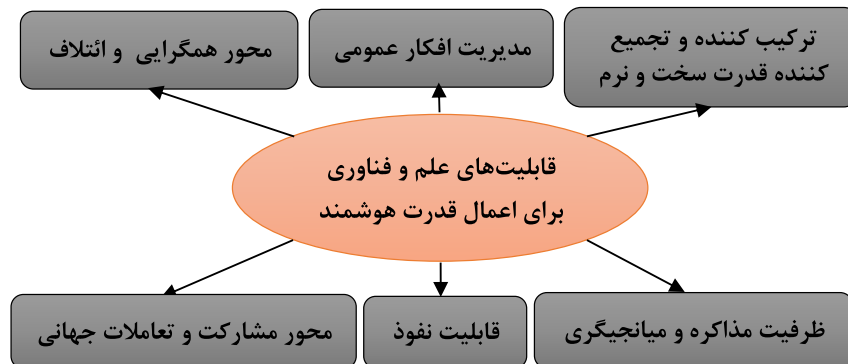 ترکیب کننده و تجمیع
کننده قدرت سخت و نرم
مدیریت افکار عمومی
محور همگرایی و ائتلاف
قابلیت‌های علم و فناوری
برای اعمال قدرت هوشمند
ظرفیت مذاکره و میانجیگری
قابلیت نفوذ
محور مشارکت و تعاملات جهانی